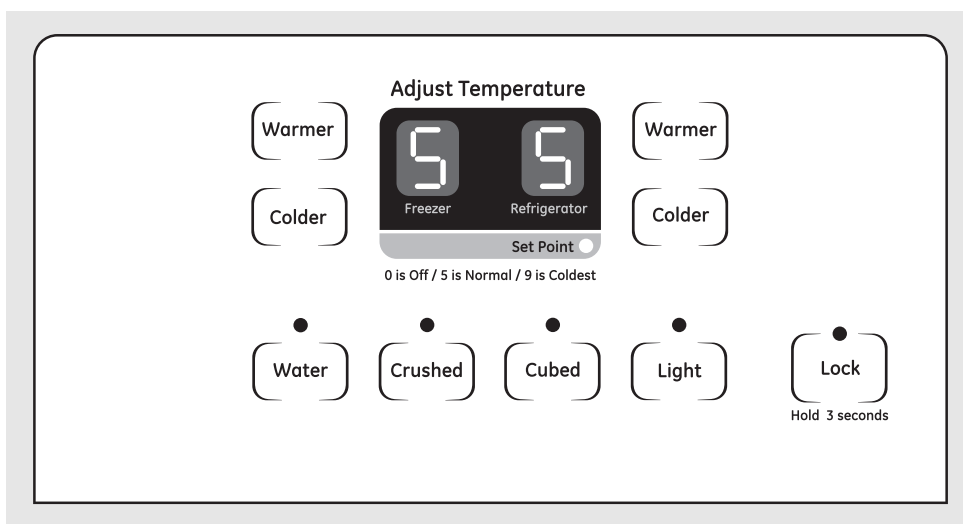 Adjust Temperature
Warmer
5 5
Warmer
Colder
Freezer Refrigerator
Colder
Set Point
0 is Off / 5 is Normal / 9 is Coldest
Water
Crushed
Cubed
Light
Lock
Hold 3 seconds